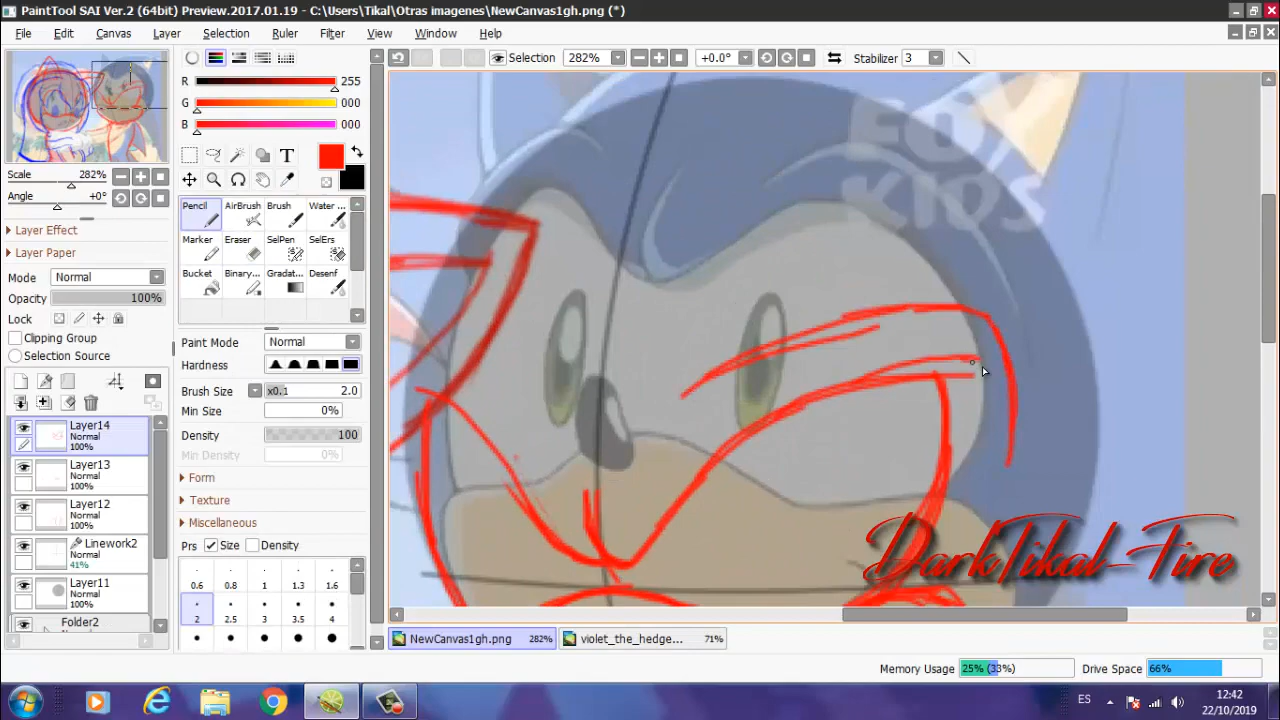 PaintTool SAI Ver.2 (64bit) Preview.2017.01.19 - C:\Users\Tikal\Otras imagenes\NewCanvas1gh.png (*)
File Edit Canvas Layer Selection Ruler Filter View Window Help
Selection 282% +0.0° Stabilizer 3
R 255
G 000
B 000
Scale 282%
Angle +0°
Layer Effect
Layer Paper
Mode Normal
Opacity 100%
Lock
Clipping Group
Selection Source
T
Pencil AirBrush Brush Water ...
Marker Eraser SelPen SelErs
Bucket Binary... Gradat... Desenf
Paint Mode Normal
Hardness
Brush Size x0.1 2.0
Min Size 0%
Density 100
Min Density 0%
Form
Texture
Miscellaneous
Prs Size Density
0.6 0.8 1 1.3 1.6
2 2.5 3 3.5 4
Layer14
Normal
100%
Layer13
Normal
100%
Layer12
Normal
100%
Linework2
Normal
41%
Layer11
Normal
100%
Folder2
FOX
KIDS
DarkTikal-Fire
NewCanvas1gh.png 282% violet_the_hedge... 71%
Memory Usage 25% (33%) Drive Space 66%
ES 12:42
22/10/2019